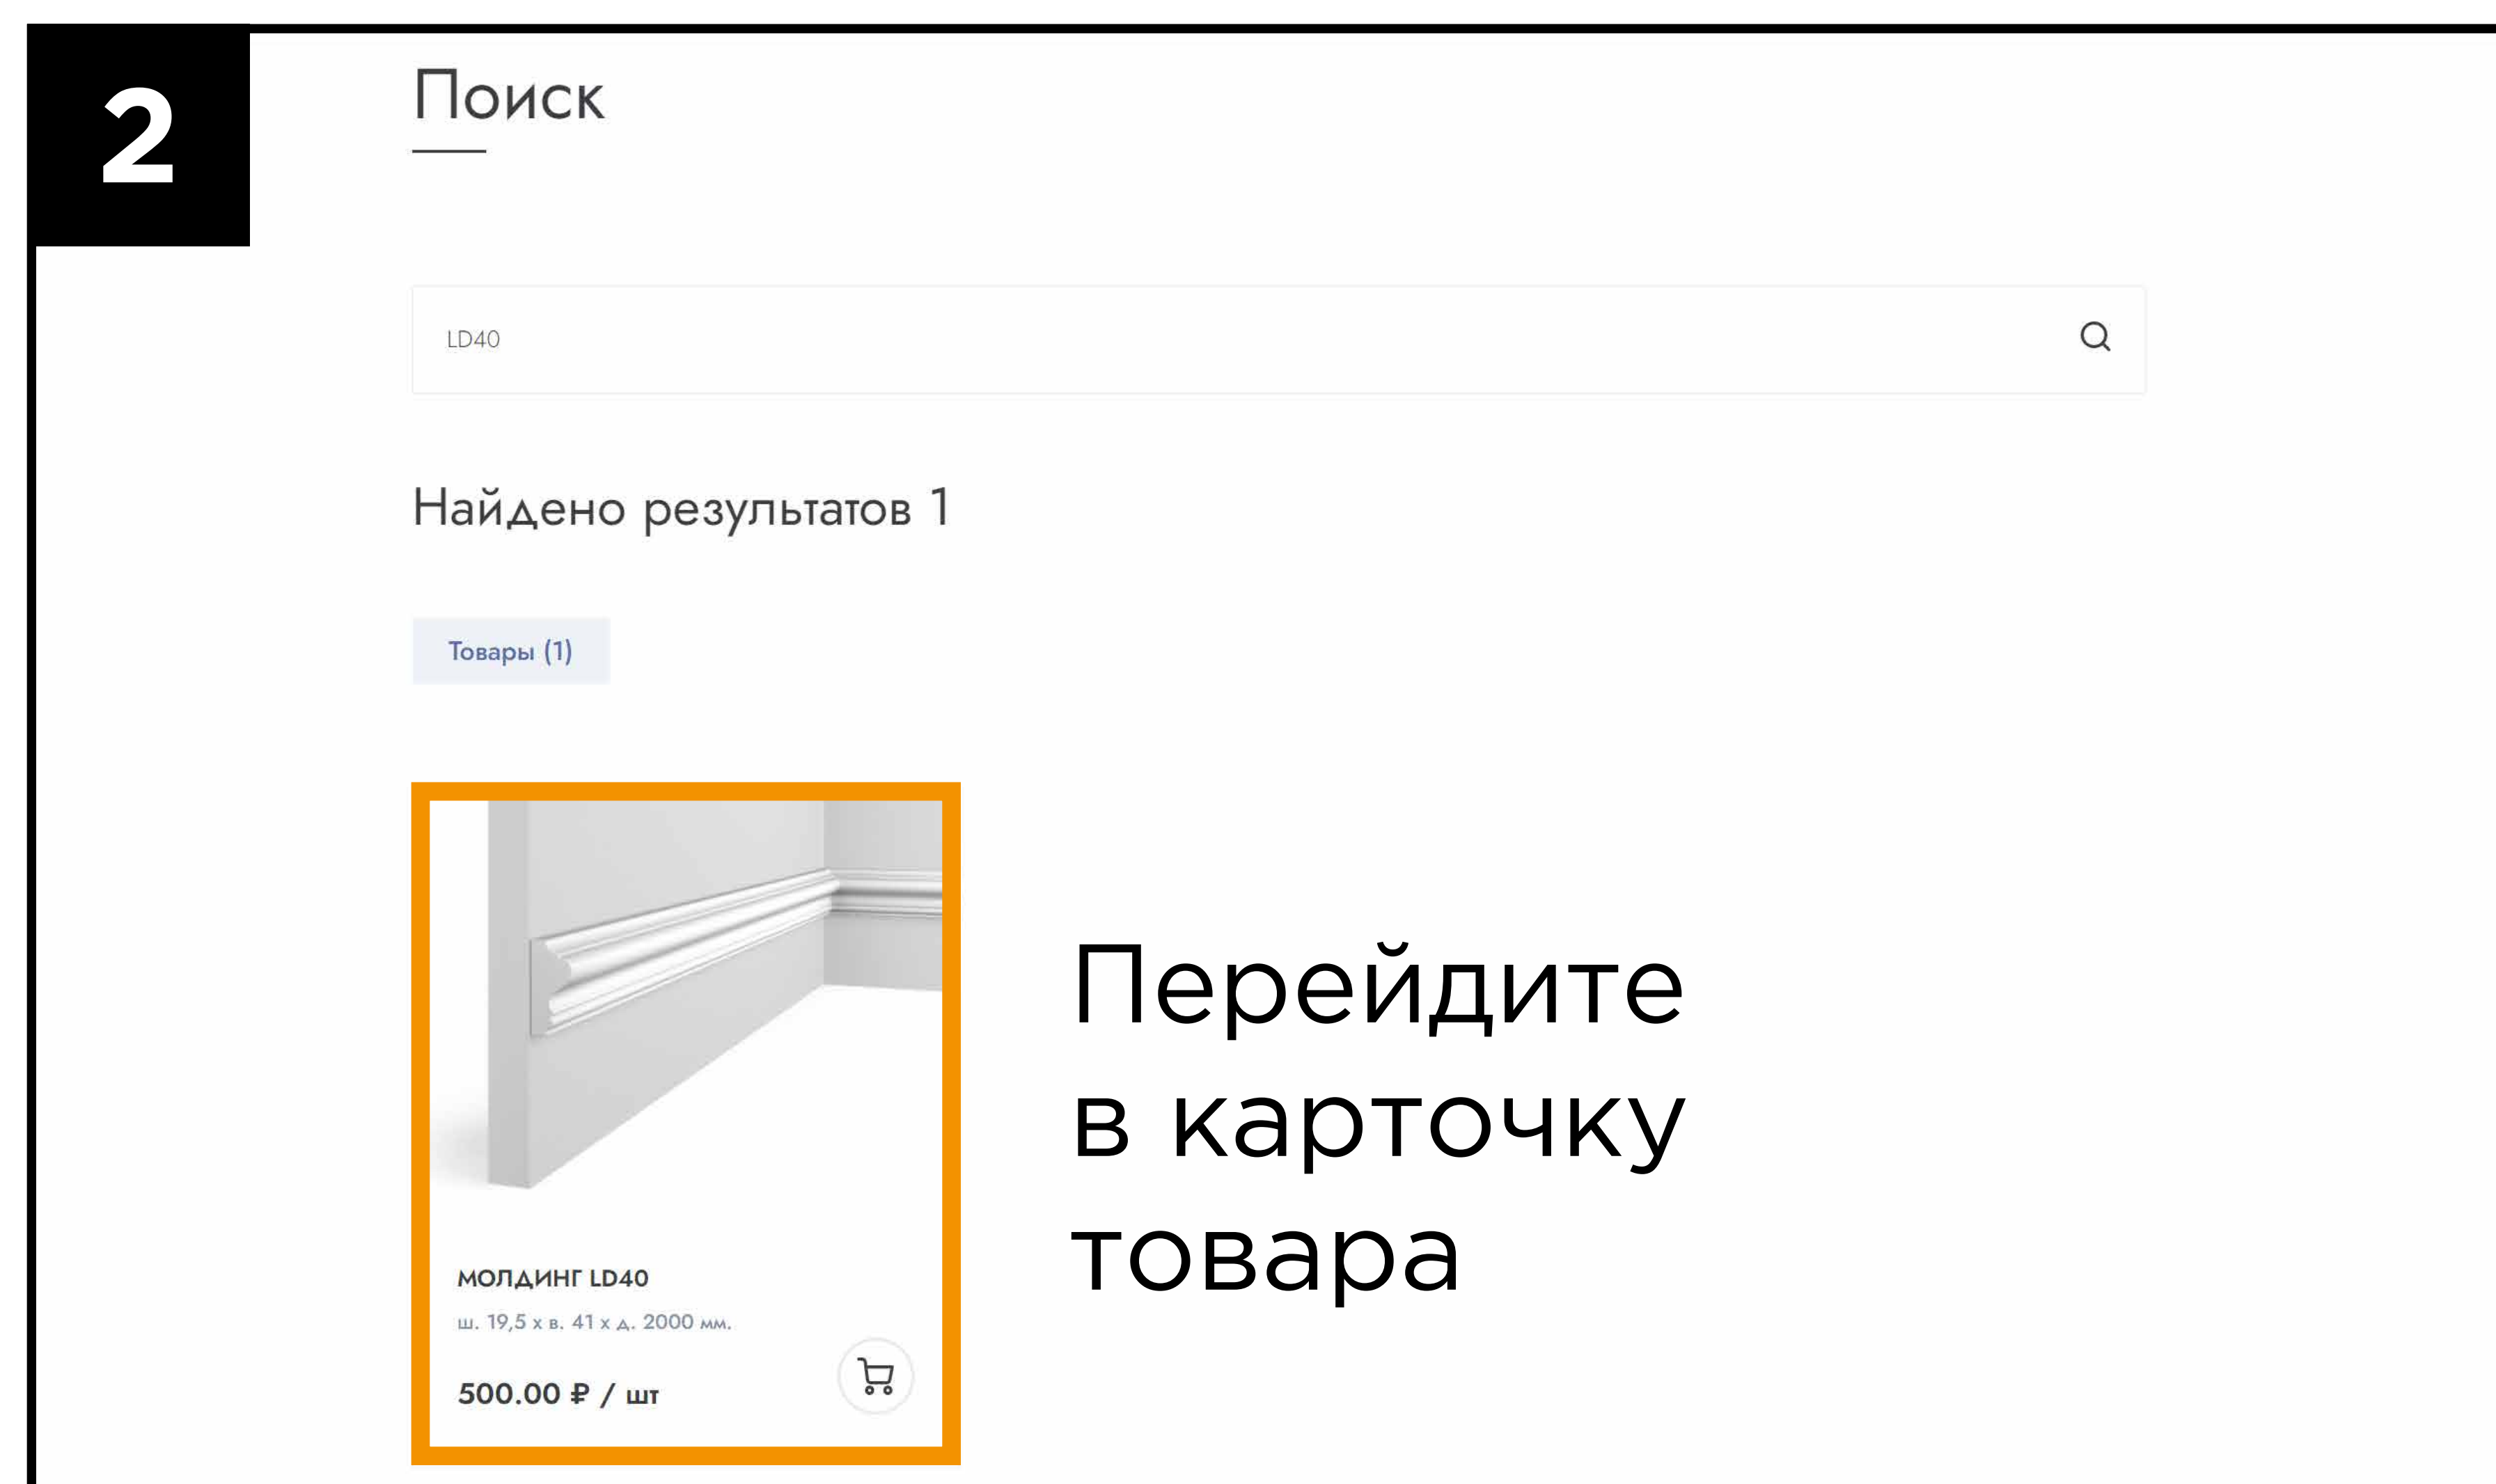 2
Поиск
LD40
Найдено результатов 1
Товары (1)
МОЛДИНГ LD40
ш. 19,5 х в. 41 х д. 2000 мм.
500.00 ₽ / шт
Перейдите
в карточку
товара